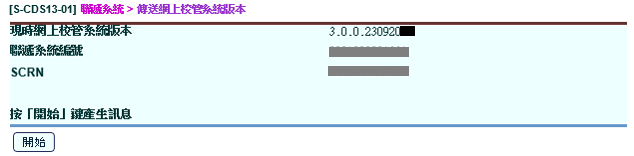 [S-CDS13-01] 聯遞系統 > 傳送網上校管系統版本
現時網上校管系統版本 3.0.0.230920
聯遞系統編號
SCRN
按「開始」鍵產生訊息
開始